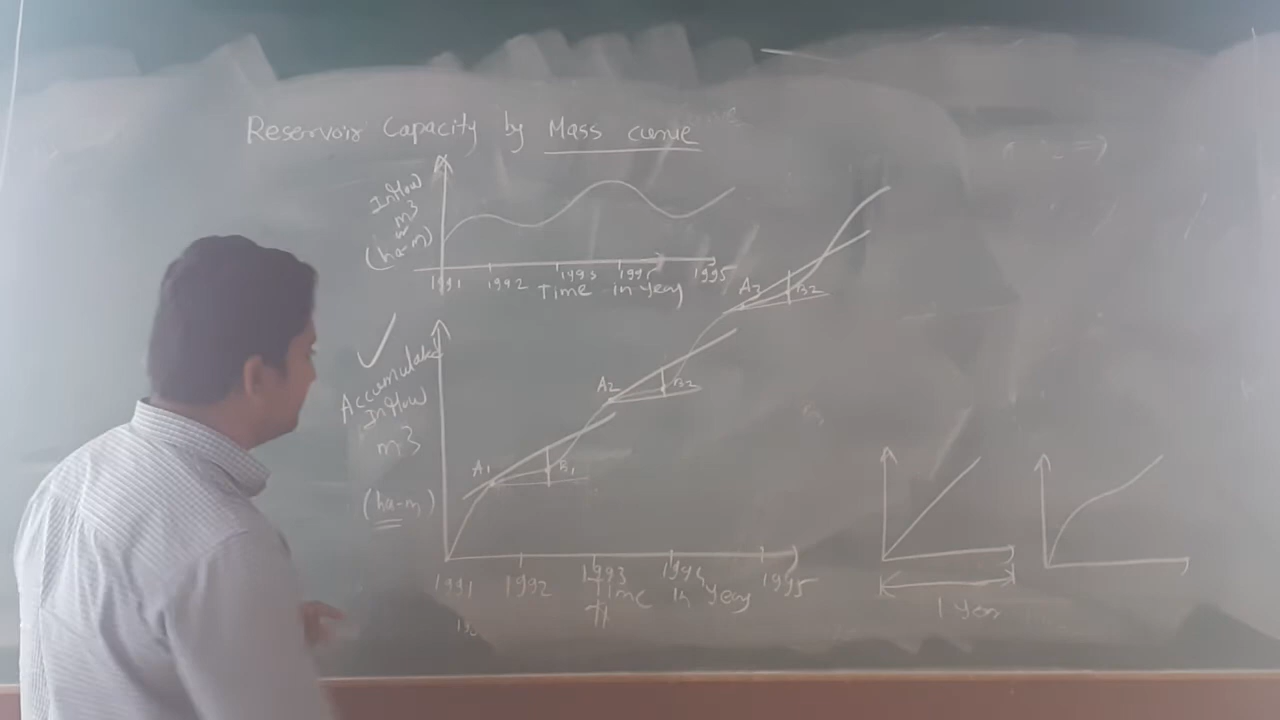 Reservoir Capacity by Mass curve
Inflow
m3
or
(ha-m)
1991 1992 1993 1994 1995
Time in year
Accumulated
Inflow
m3
(ha-m)
A1 B1
A2 B2
A3 B2
1991 1992 1993 1994 1995
Time in year
1 year